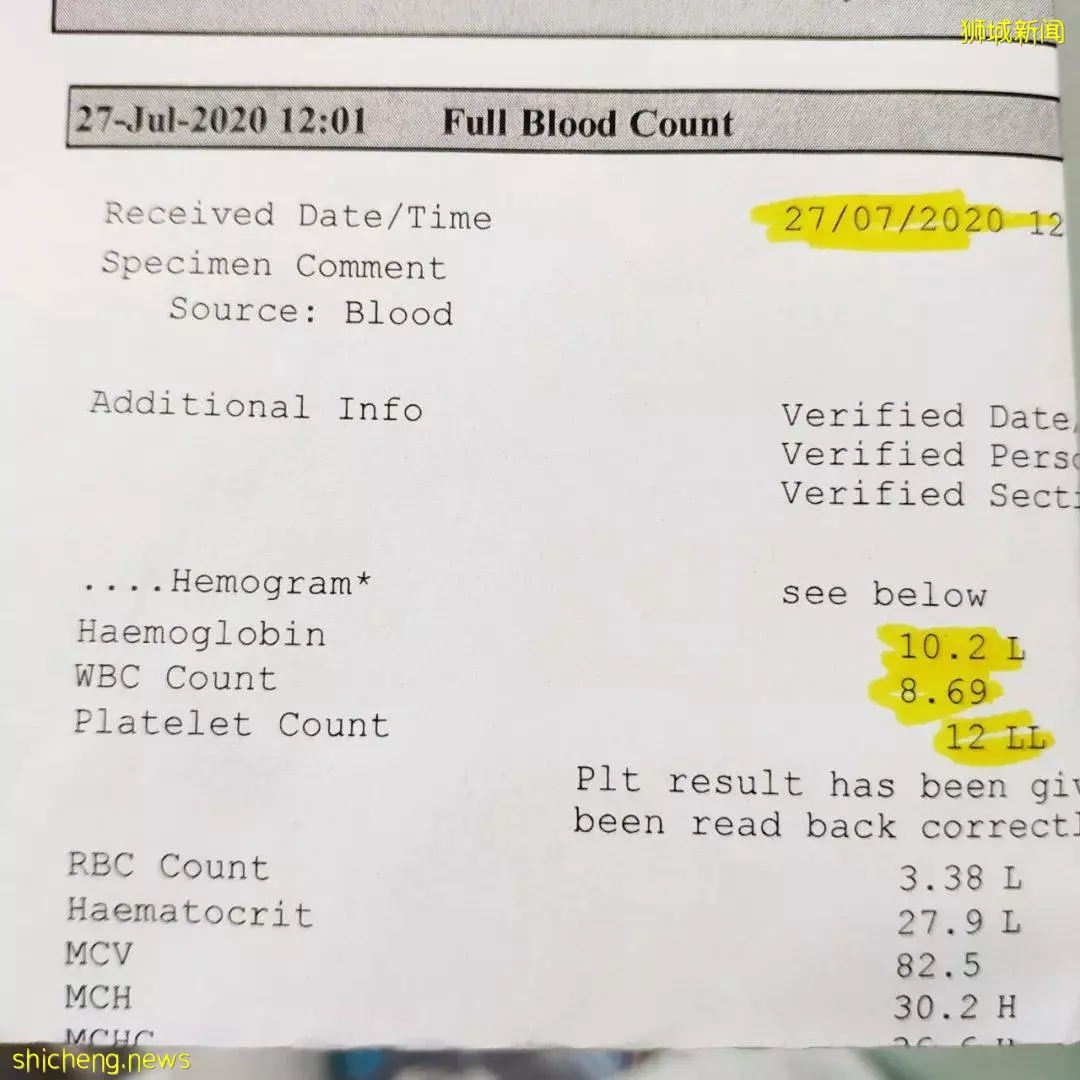 狮城新闻
27-Jul-2020 12:01 Full Blood Count
Received Date/Time 27/07/2020 12
Specimen Comment
Source: Blood
Additional Info Verified Date/
Verified Pers
Verified Sect
....Hemogram* see below
Haemoglobin 10.2 L
WBC Count 8.69
Platelet Count 12 LL
Plt result has been giv
been read back correctl
RBC Count 3.38 L
Haematocrit 27.9 L
MCV 82.5
MCH 30.2 H
MCHC
shicheng.news